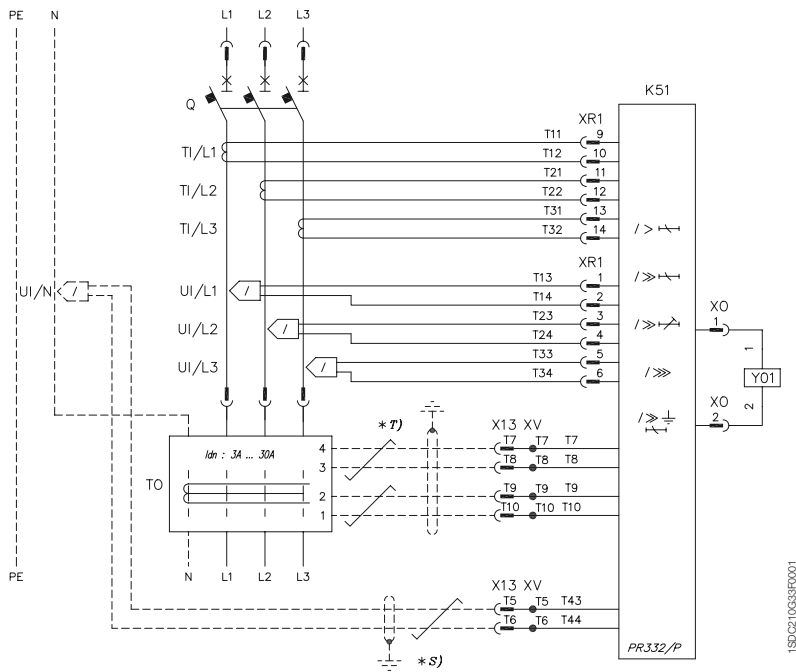 PE N L1 L2 L3
K51
Q
XR1
T11 9
TI/L1 T12 10
T21 11
TI/L2 T22 12
T31 13
TI/L3 T32 14
I >
XR1
I >>
UI/N I UI/L1 I T13 1
T14 2
XO
1
UI/L2 I T23 3 I >>
T24 4
1
UI/L3 I T33 5
T34 6 I >>>
Y01
2
XO
2
I >>
*T) X13 XV
Idn : 3A ... 30A 4 T7 T7 T7
3 T8 T8 T8
TO
2 T9 T9 T9
1 T10 T10 T10
PE N L1 L2 L3
X13 XV
T5 T5 T43
T6 T6 T44
*S)
PR332/P
1SDC210G33F0001